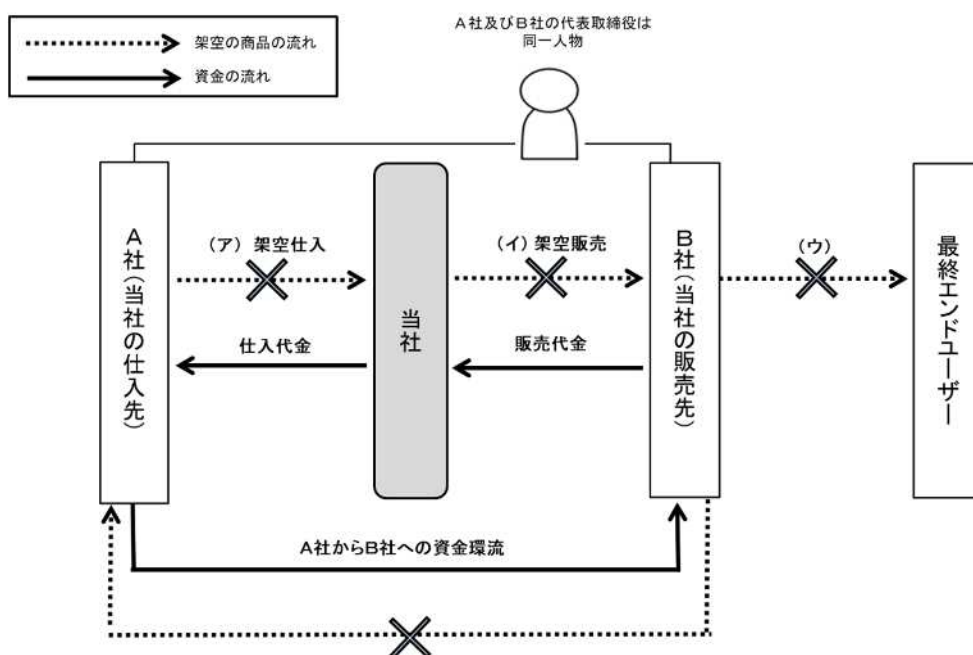 架空の商品の流れ
資金の流れ
A社及びB社の代表取締役は
同一人物
A社(当社の仕入先)
(ア) 架空仕入
仕入代金
当社
(イ) 架空販売
販売代金
B社(当社の販売先)
(ウ)
最終エンドユーザー
A社からB社への資金環流